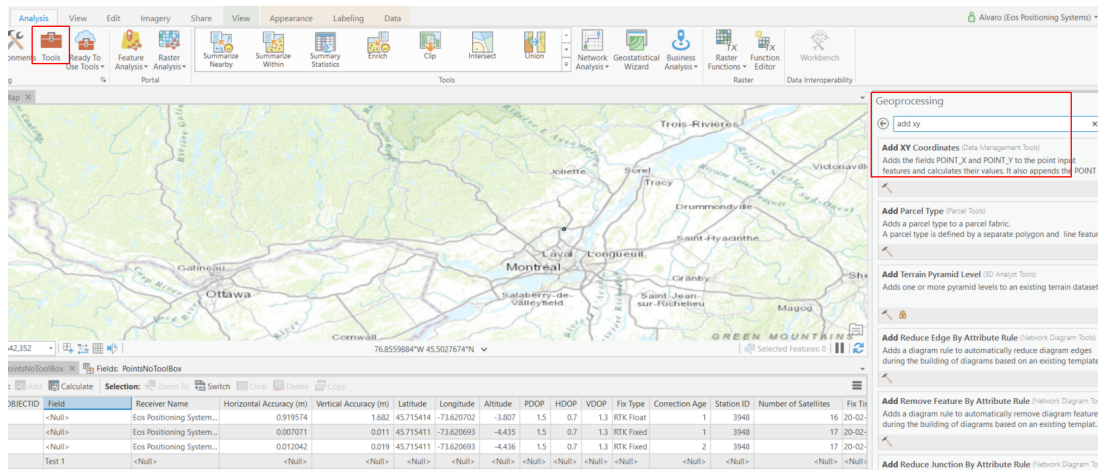 Analysis View Edit Imagery Share View Appearance Labeling Data
Alvaro (Eos Positioning Systems)
Tools
Ready To
Use Tools
Feature
Analysis
Raster
Analysis
Summarize
Nearby
Summarize
Within
Summary
Statistics
Enrich
Clip
Intersect
Union
Network
Analysis
Geostatistical
Wizard
Business
Analysis
Raster
Functions
Function
Editor
Workbench
Portal
Tools
Raster
Data Interoperability
Map
Geoprocessing
add xy
Add XY Coordinates (Data Management Tools)
Adds the fields POINT_X and POINT_Y to the point input
features and calculates their values. It also appends the POINT
Add Parcel Type (Parcel Tools)
Adds a parcel type to a parcel fabric.
A parcel type is defined by a separate polygon and line featur
Add Terrain Pyramid Level (3D Analyst Tools)
Adds one or more pyramid levels to an existing terrain dataset
Add Reduce Edge By Attribute Rule (Network Diagram Tools)
Adds a diagram rule to automatically reduce diagram edges
during the building of diagrams based on an existing template
Add Remove Feature By Attribute Rule (Network Diagram To
Adds a diagram rule to automatically remove diagram feature
during the building of diagrams based on an existing templat.
Add Reduce Junction By Attribute Rule (Network Diagram To
Trois-Rivières
Victoriavill
Joliette
Sorel
Tracy
Drummondville
Saint-Hyacinthe
Laval
Longueuil
Montréal
Granby
She
Gatineau
Ottawa
Salaberry-de-
Valleyfield
Saint-Jean-
sur-Richelieu
Magog
Cornwall
GREEN MOUNTAINS
542,352
76.8559884°W 45.5027674°N
Selected Features: 0
PointsNoToolBox Fields: PointsNoToolBox
Add Calculate Selection: Zoom To Switch Clear Delete Copy
OBJECTID Field Receiver Name Horizontal Accuracy (m) Vertical Accuracy (m) Latitude Longitude Altitude PDOP HDOP VDOP Fix Type Correction Age Station ID Number of Satellites Fix Ti
<Null> Eos Positioning System... 0.919574 1.682 45.715414 -73.620702 -3.807 1.5 0.7 1.3 RTK Float 1 3948 16 20-02-
<Null> Eos Positioning System... 0.007071 0.011 45.715411 -73.620693 -4.435 1.5 0.7 1.3 RTK Fixed 1 3948 17 20-02-
<Null> Eos Positioning System... 0.012042 0.019 45.715411 -73.620693 -4.436 1.5 0.7 1.3 RTK Fixed 2 3948 17 20-02-
Test 1 <Null> <Null> <Null> <Null> <Null> <Null> <Null> <Null> <Null> <Null> <Null> <Null> <Null> <Null>